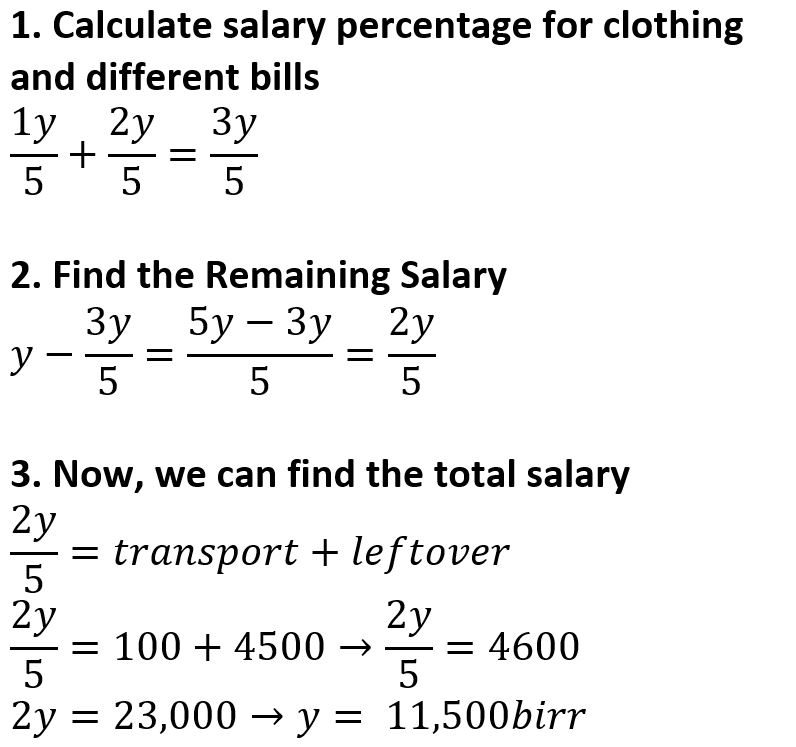 1. Calculate salary percentage for clothing
and different bills
1y/5 + 2y/5 = 3y/5
2. Find the Remaining Salary
y − 3y/5 = 5y − 3y/5 = 2y/5
3. Now, we can find the total salary
2y/5 = transport + leftover
2y/5 = 100 + 4500 → 2y/5 = 4600
2y = 23,000 → y = 11,500birr